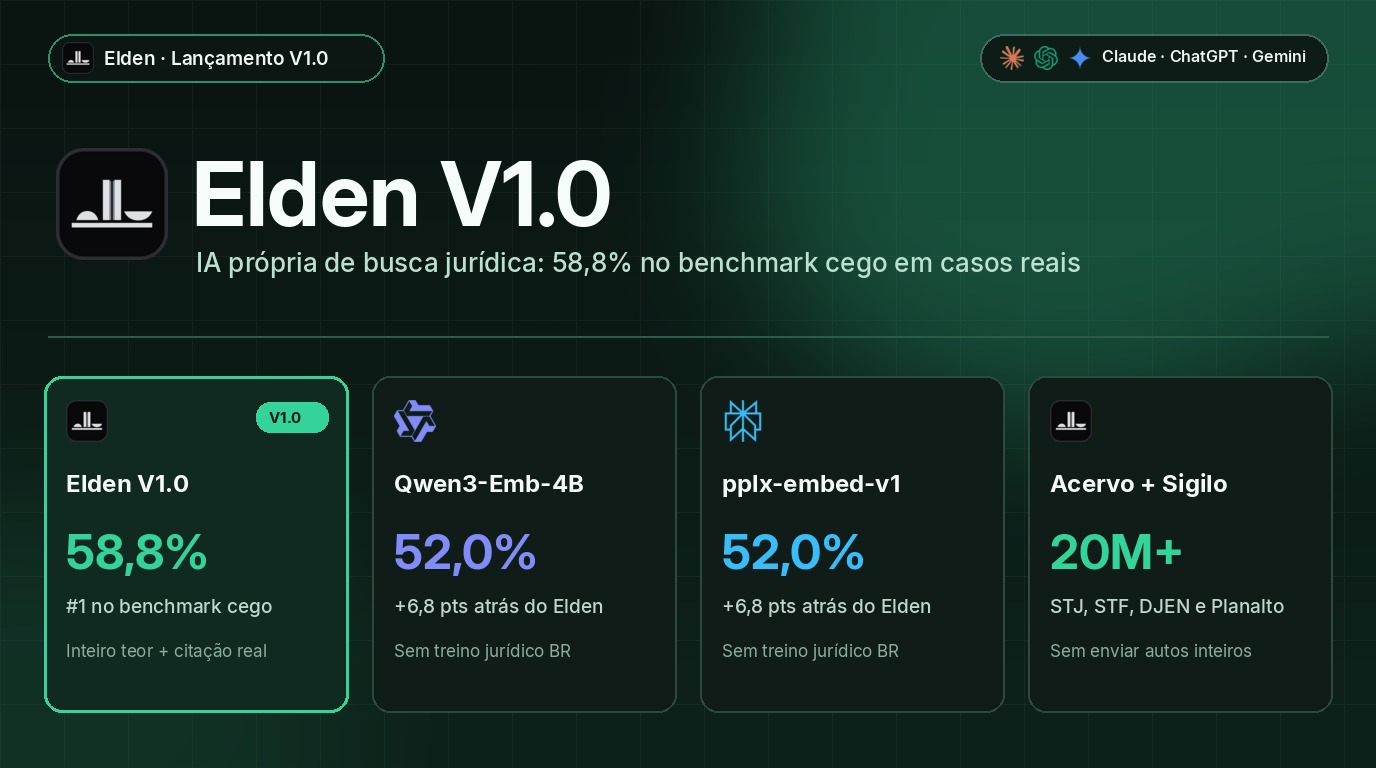 Elden · Lançamento V1.0
Claude · ChatGPT · Gemini
Elden V1.0
IA própria de busca jurídica: 58,8% no benchmark cego em casos reais
V1.0
Elden V1.0
58,8%
#1 no benchmark cego
Inteiro teor + citação real
Qwen3-Emb-4B
52,0%
+6,8 pts atrás do Elden
Sem treino jurídico BR
pplx-embed-v1
52,0%
+6,8 pts atrás do Elden
Sem treino jurídico BR
Acervo + Sigilo
20M+
STJ, STF, DJEN e Planalto
Sem enviar autos inteiros